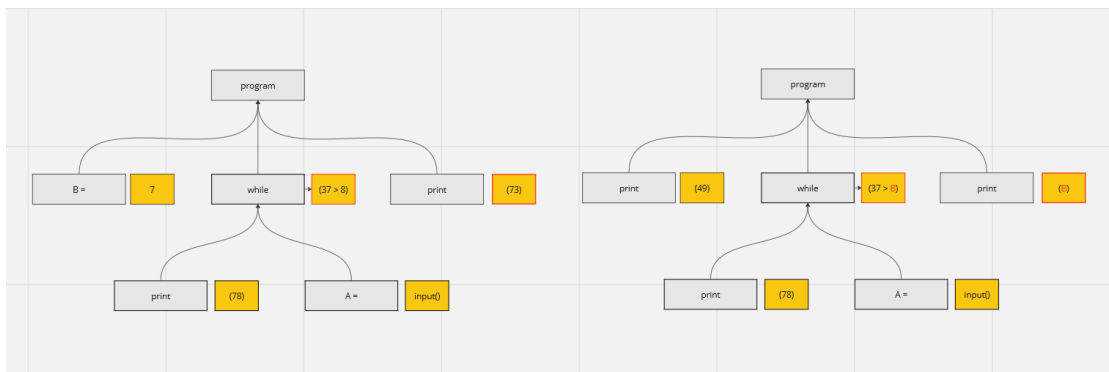 program
B =
7
while
(37 > 8)
print
(73)
print
(78)
A =
input()
program
print
(49)
while
(37 > B)
print
(B)
print
(78)
A =
input()